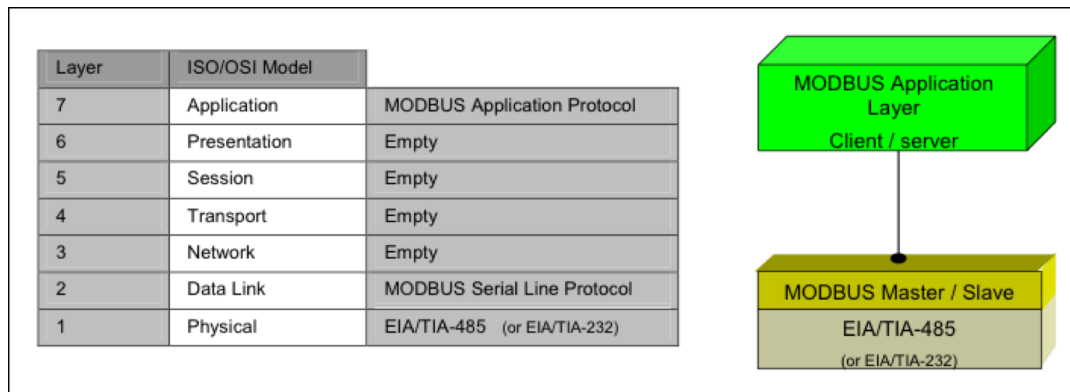 Layer ISO/OSI Model
7 Application MODBUS Application Protocol
6 Presentation Empty
5 Session Empty
4 Transport Empty
3 Network Empty
2 Data Link MODBUS Serial Line Protocol
1 Physical EIA/TIA-485 (or EIA/TIA-232)
MODBUS Application
Layer
Client / server
MODBUS Master / Slave
EIA/TIA-485
(or EIA/TIA-232)